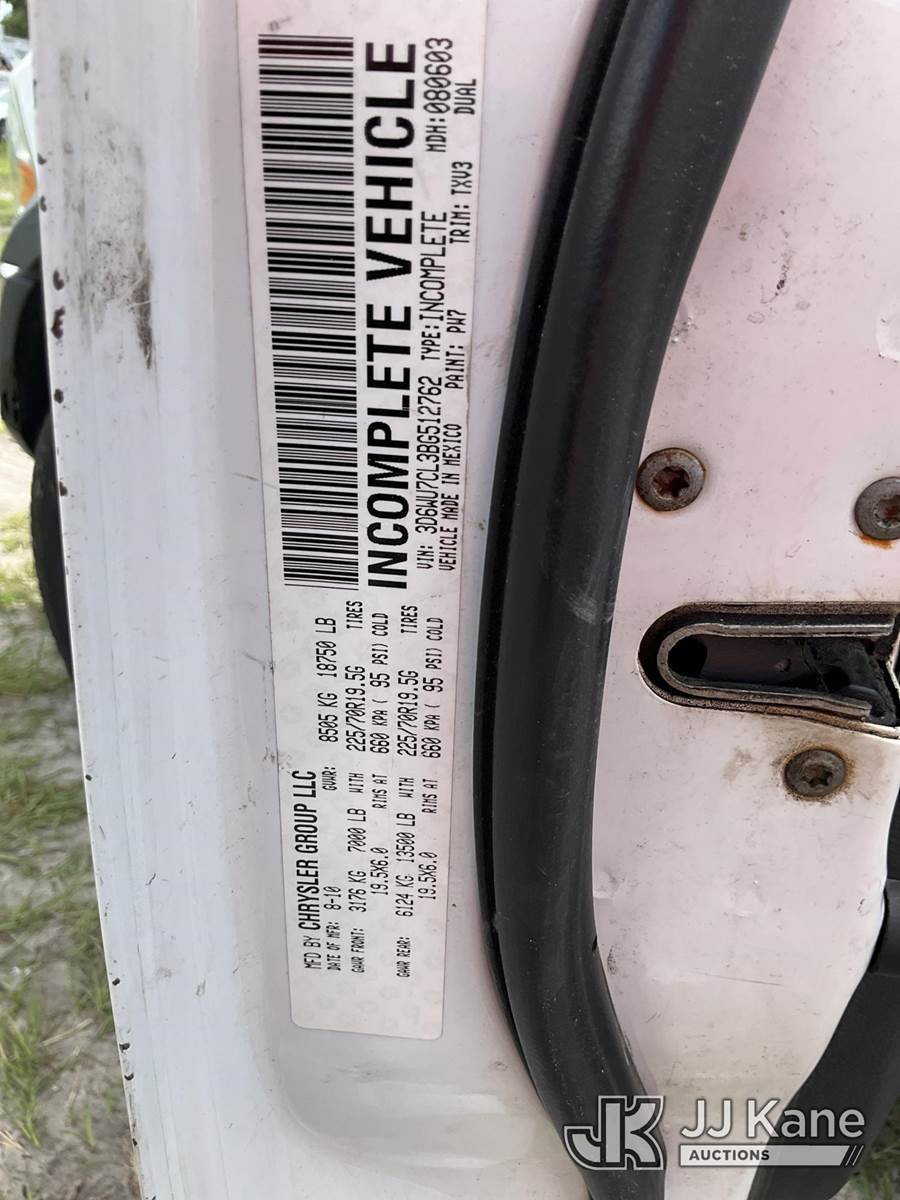 MFD BY CHRYSLER GROUP LLC
DATE OF MFR: 8-10 GVWR: 8505 KG 18750 LB
GAWR FRONT: 3176 KG 7000 LB WITH 225/70R19.5G TIRES
19.5X6.0 RIMS AT 660 KPA ( 95 PSI) COLD
GAWR REAR: 6124 KG 13500 LB WITH 225/70R19.5G TIRES
19.5X6.0 RIMS AT 660 KPA ( 95 PSI) COLD
INCOMPLETE VEHICLE
VIN: 3D6WU7CL3BG512762 TYPE: INCOMPLETE MDH: 080603
VEHICLE MADE IN MEXICO PAINT: PW7 TRIM: TXV3 DUAL
JK JJ Kane
AUCTIONS